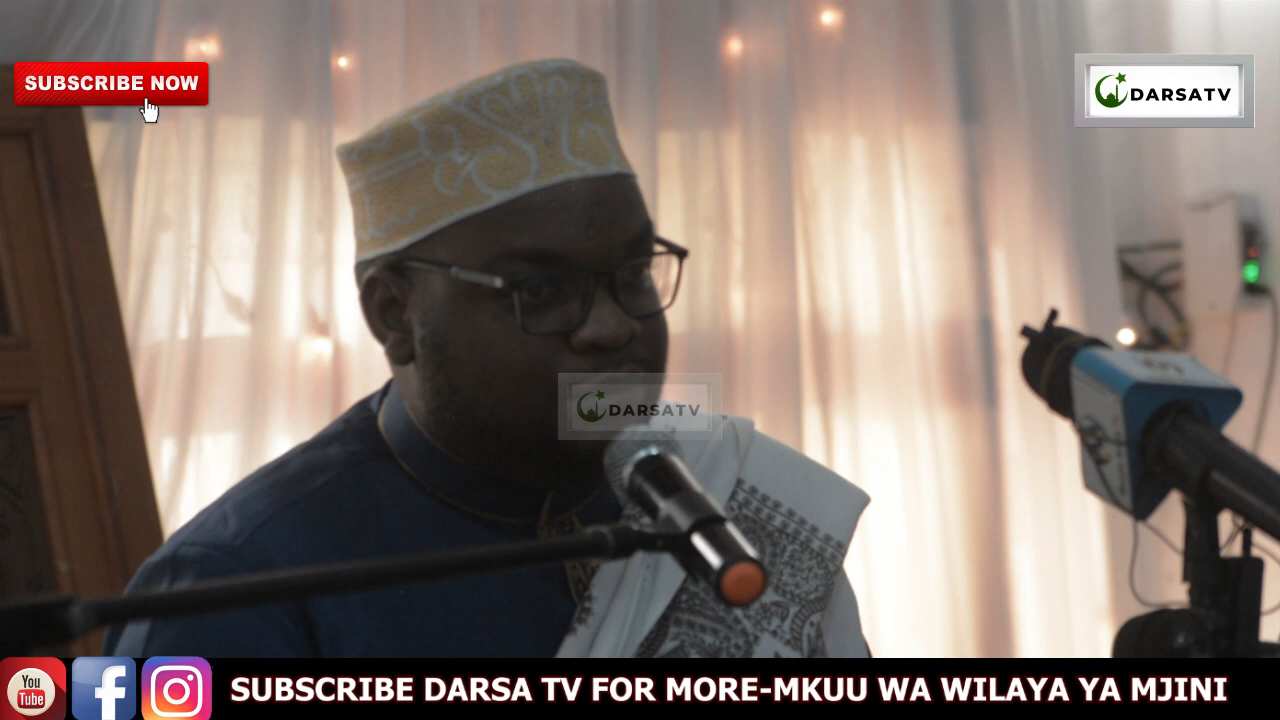 SUBSCRIBE NOW
DARSATV
DARSATV
You
Tube
SUBSCRIBE DARSA TV FOR MORE-MKUU WA WILAYA YA MJINI